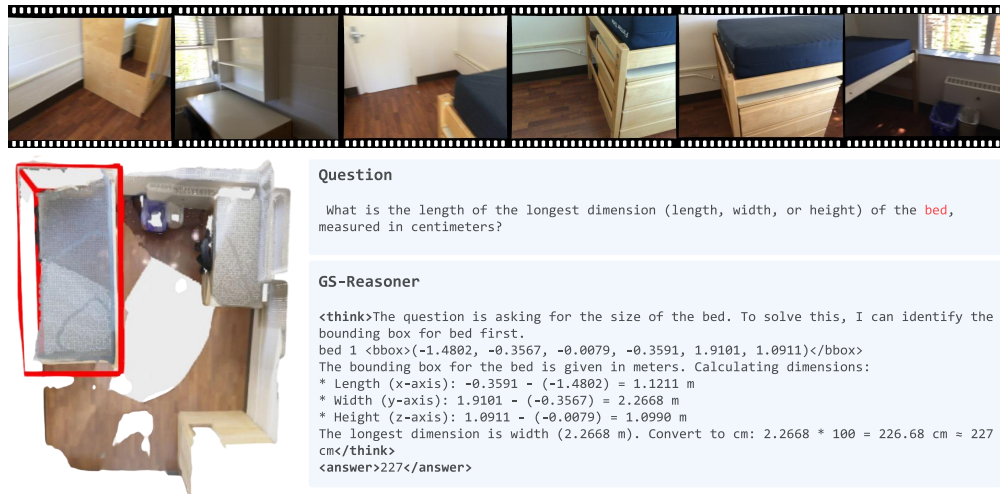 Question
What is the length of the longest dimension (length, width, or height) of the bed,
measured in centimeters?
GS-Reasoner
<think>The question is asking for the size of the bed. To solve this, I can identify the
bounding box for bed first.
bed 1 <bbox>(-1.4802, -0.3567, -0.0079, -0.3591, 1.9101, 1.0911)</bbox>
The bounding box for the bed is given in meters. Calculating dimensions:
* Length (x-axis): -0.3591 - (-1.4802) = 1.1211 m
* Width (y-axis): 1.9101 - (-0.3567) = 2.2668 m
* Height (z-axis): 1.0911 - (-0.0079) = 1.0990 m
The longest dimension is width (2.2668 m). Convert to cm: 2.2668 * 100 = 226.68 cm ≈ 227
cm</think>
<answer>227</answer>